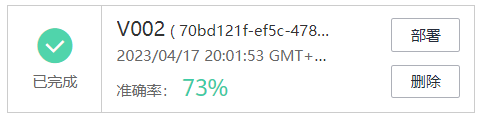 V002 ( 70bd121f-ef5c-478...
部署
2023/04/17 20:01:53 GMT+...
已完成
删除
准确率： 73%